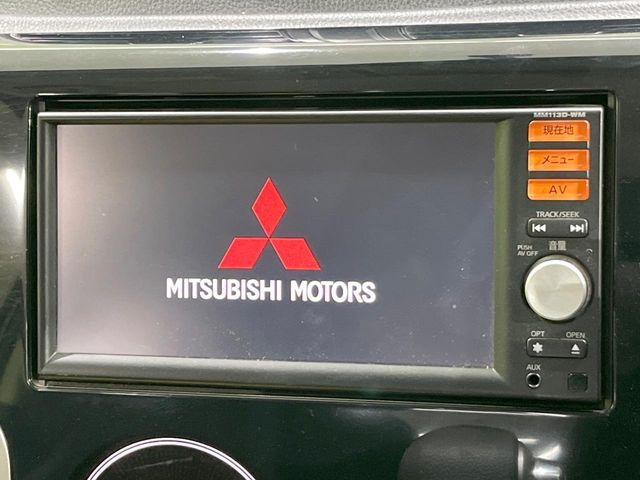 MM113D-WM
現在地
メニュー
AV
TRACK/SEEK
音量
PUSH
AV OFF
MITSUBISHI MOTORS
OPT
OPEN
AUX